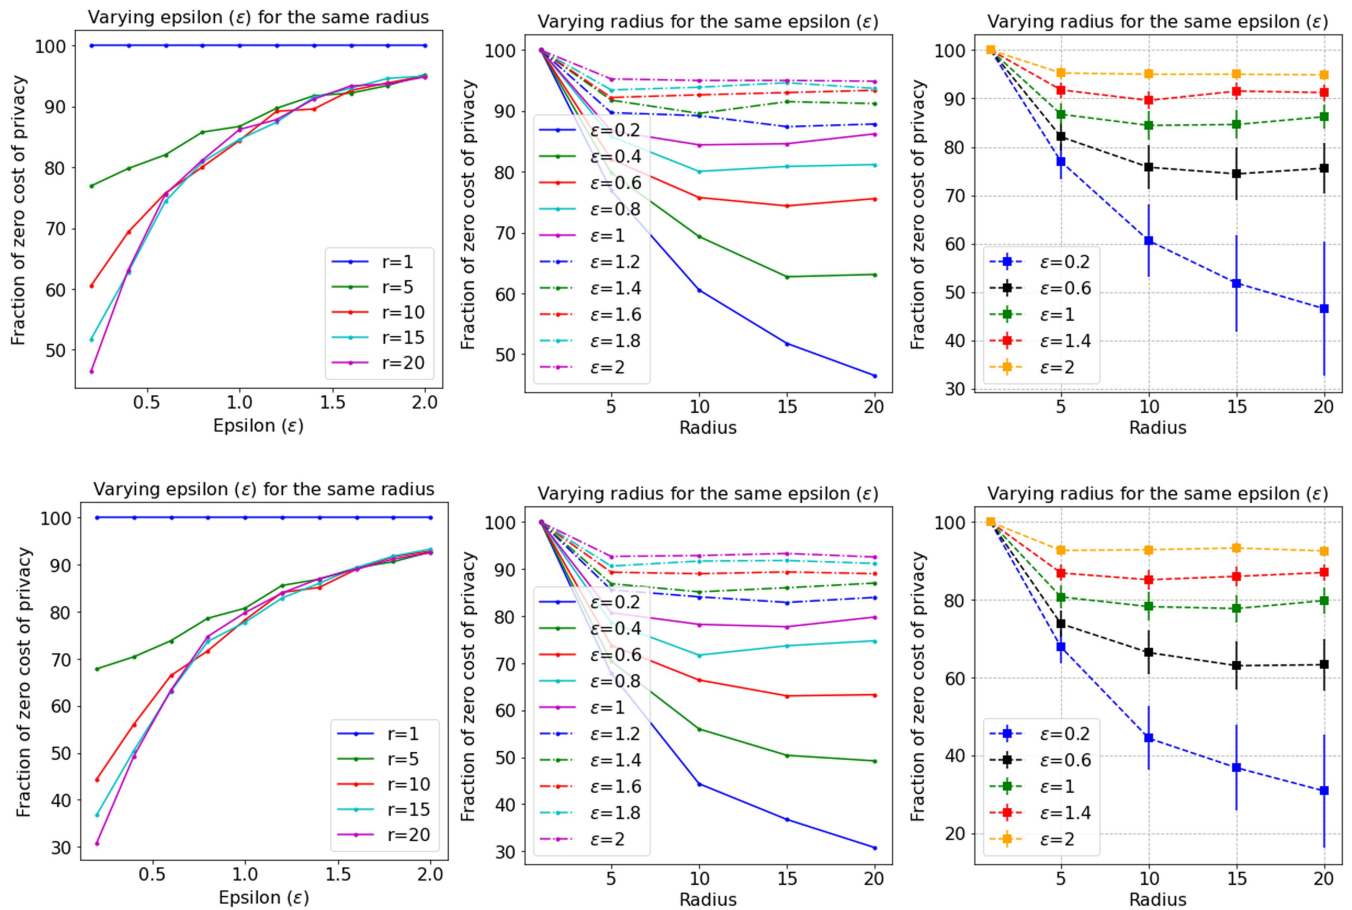 Varying epsilon (ε) for the same radius
Fraction of zero cost of privacy
100
90
80
70
60
50
r=1
r=5
r=10
r=15
r=20
0.5 1.0 1.5 2.0
Epsilon (ε)
Varying radius for the same epsilon (ε)
Fraction of zero cost of privacy
100
90
80
70
60
50
ε=0.2
ε=0.4
ε=0.6
ε=0.8
ε=1
ε=1.2
ε=1.4
ε=1.6
ε=1.8
ε=2
5 10 15 20
Radius
Varying radius for the same epsilon (ε)
Fraction of zero cost of privacy
100
90
80
70
60
50
40
30
ε=0.2
ε=0.6
ε=1
ε=1.4
ε=2
5 10 15 20
Radius
Varying epsilon (ε) for the same radius
Fraction of zero cost of privacy
100
90
80
70
60
50
40
30
r=1
r=5
r=10
r=15
r=20
0.5 1.0 1.5 2.0
Epsilon (ε)
Varying radius for the same epsilon (ε)
Fraction of zero cost of privacy
100
90
80
70
60
50
40
30
ε=0.2
ε=0.4
ε=0.6
ε=0.8
ε=1
ε=1.2
ε=1.4
ε=1.6
ε=1.8
ε=2
5 10 15 20
Radius
Varying radius for the same epsilon (ε)
Fraction of zero cost of privacy
100
80
60
40
20
ε=0.2
ε=0.6
ε=1
ε=1.4
ε=2
5 10 15 20
Radius